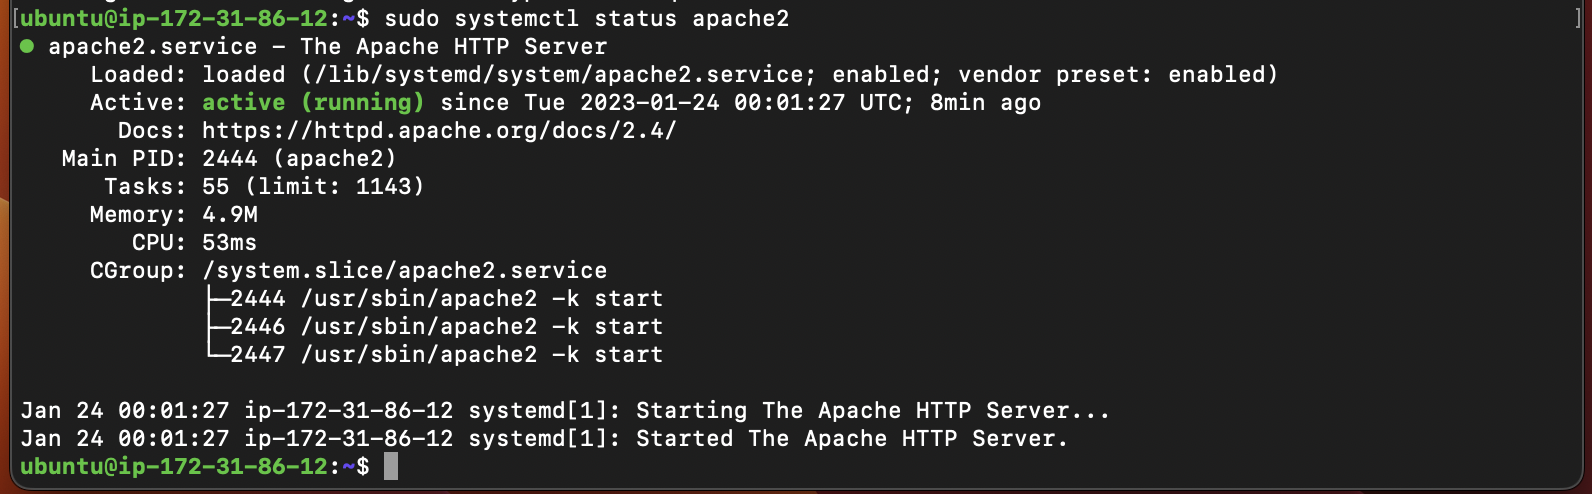 [ubuntu@ip-172-31-86-12:~$ sudo systemctl status apache2 ]
● apache2.service - The Apache HTTP Server
     Loaded: loaded (/lib/systemd/system/apache2.service; enabled; vendor preset: enabled)
     Active: active (running) since Tue 2023-01-24 00:01:27 UTC; 8min ago
       Docs: https://httpd.apache.org/docs/2.4/
   Main PID: 2444 (apache2)
      Tasks: 55 (limit: 1143)
     Memory: 4.9M
        CPU: 53ms
     CGroup: /system.slice/apache2.service
             ├─2444 /usr/sbin/apache2 -k start
             ├─2446 /usr/sbin/apache2 -k start
             └─2447 /usr/sbin/apache2 -k start
Jan 24 00:01:27 ip-172-31-86-12 systemd[1]: Starting The Apache HTTP Server...
Jan 24 00:01:27 ip-172-31-86-12 systemd[1]: Started The Apache HTTP Server.
ubuntu@ip-172-31-86-12:~$